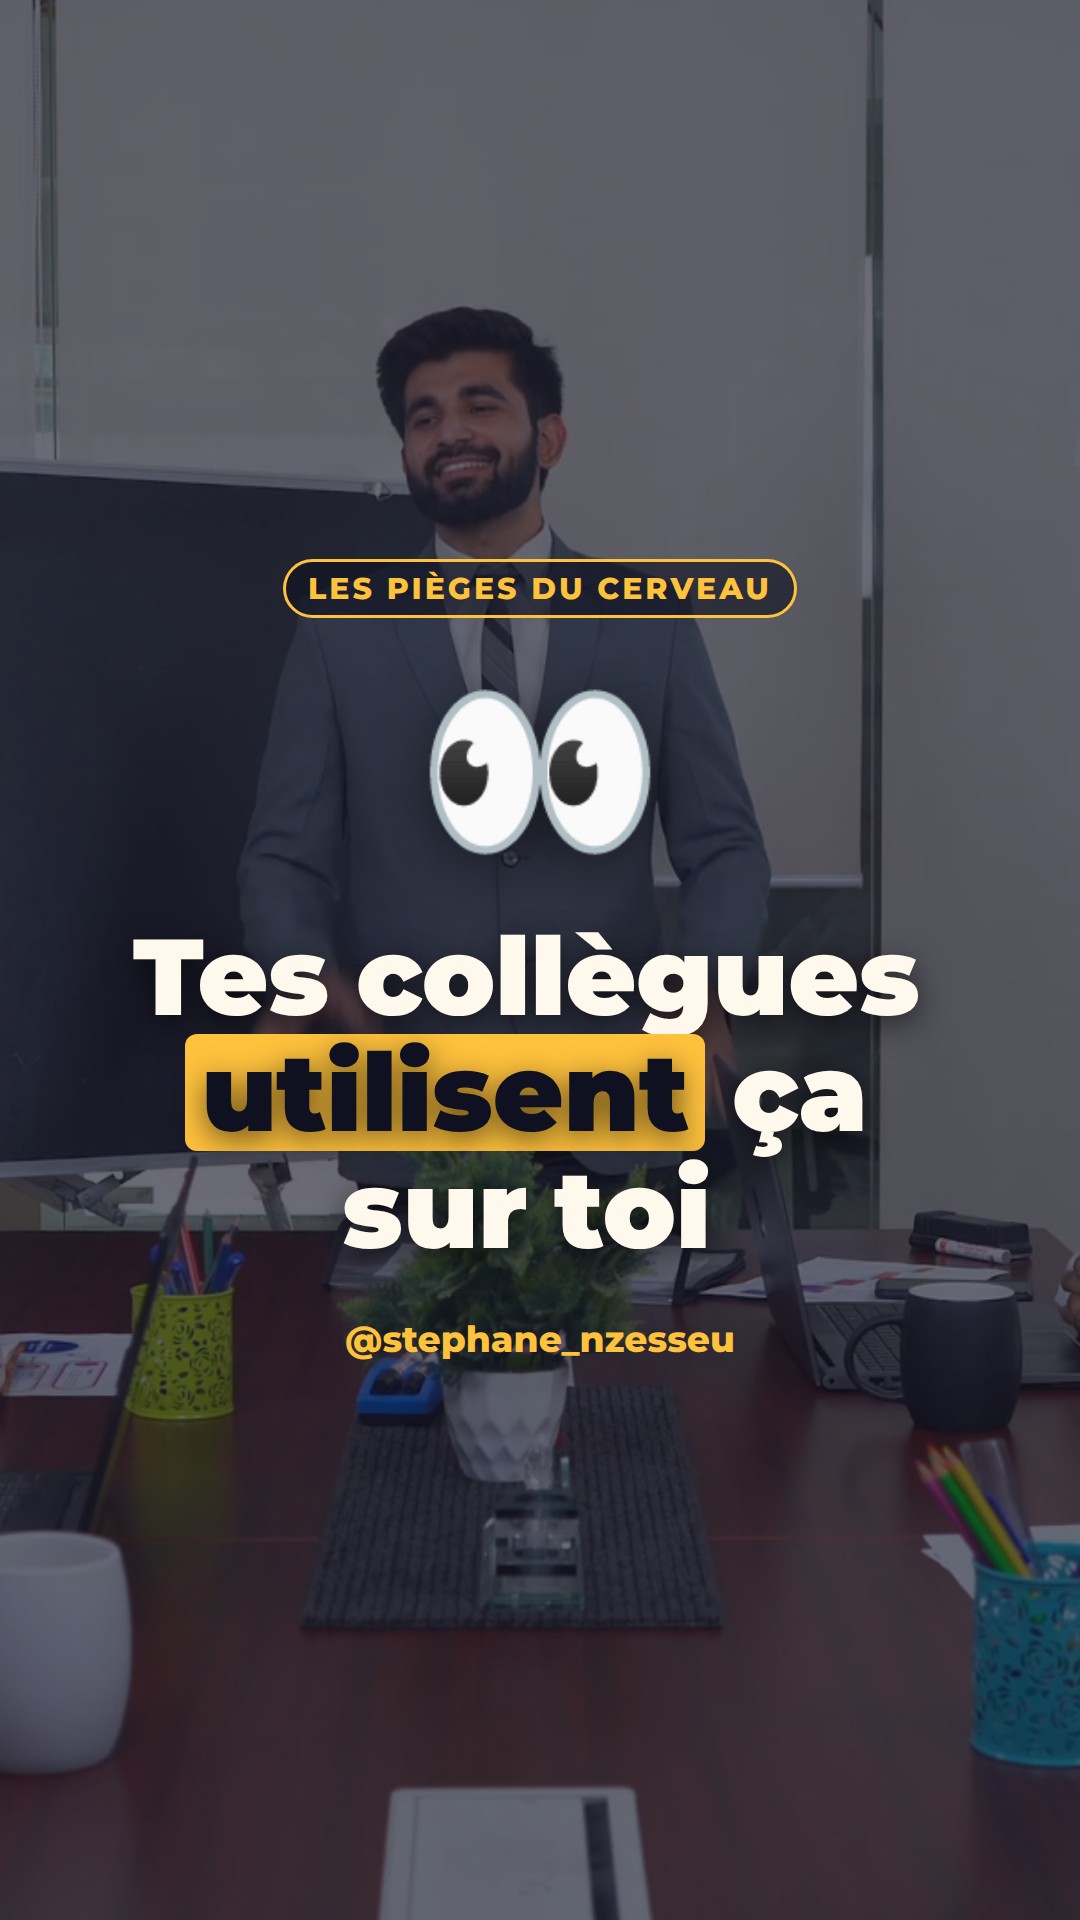 LES PIÈGES DU CERVEAU
Tes collègues
utilisent ça
sur toi
@stephane_nzesseu